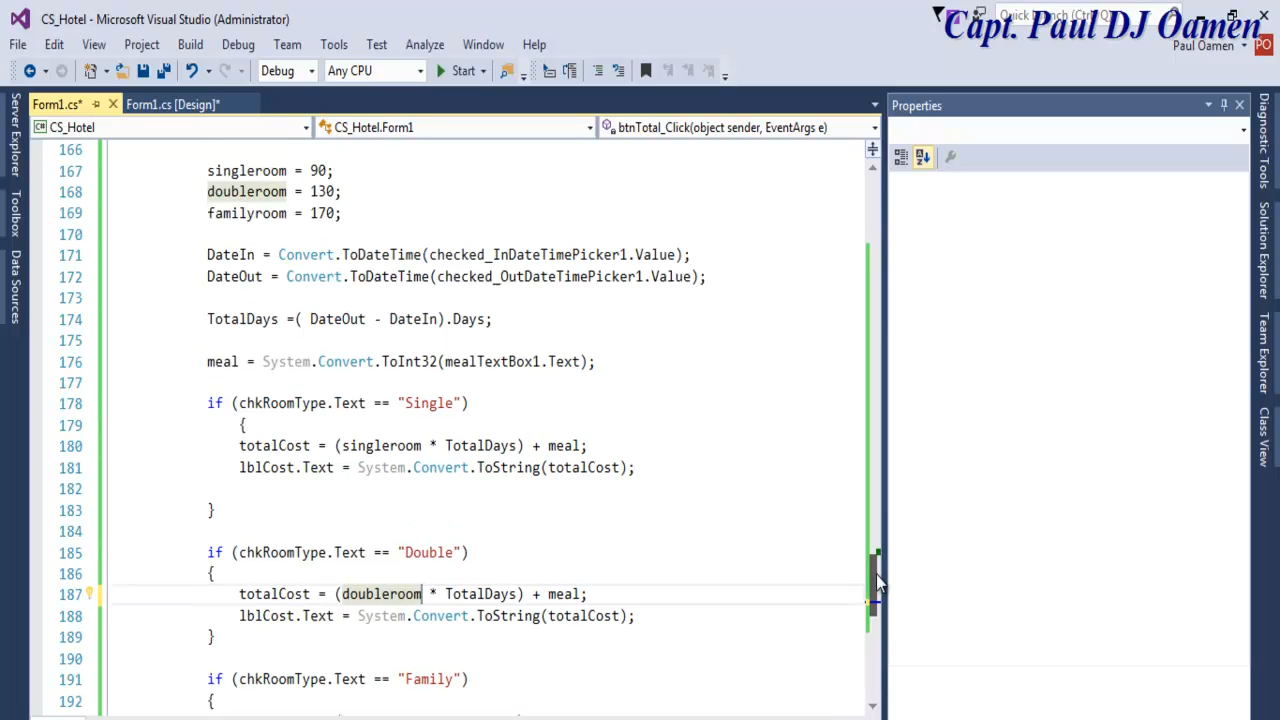 CS_Hotel - Microsoft Visual Studio (Administrator)
Quick Launch (Ctrl+Q)
Capt. Paul DJ Oamen
File Edit View Project Build Debug Team Tools Test Analyze Window Help
Paul Oamen PO
Debug Any CPU Start
Form1.cs* Form1.cs [Design]*
Properties
CS_Hotel CS_Hotel.Form1 btnTotal_Click(object sender, EventArgs e)
Server Explorer
Toolbox
Data Sources
166
167 singleroom = 90;
168 doubleroom = 130;
169 familyroom = 170;
170
171 DateIn = Convert.ToDateTime(checked_InDateTimePicker1.Value);
172 DateOut = Convert.ToDateTime(checked_OutDateTimePicker1.Value);
173
174 TotalDays =( DateOut - DateIn).Days;
175
176 meal = System.Convert.ToInt32(mealTextBox1.Text);
177
178 if (chkRoomType.Text == "Single")
179 {
180 totalCost = (singleroom * TotalDays) + meal;
181 lblCost.Text = System.Convert.ToString(totalCost);
182
183 }
184
185 if (chkRoomType.Text == "Double")
186 {
187 totalCost = (doubleroom * TotalDays) + meal;
188 lblCost.Text = System.Convert.ToString(totalCost);
189 }
190
191 if (chkRoomType.Text == "Family")
192 {
Diagnostic Tools
Solution Explorer
Team Explorer
Class View